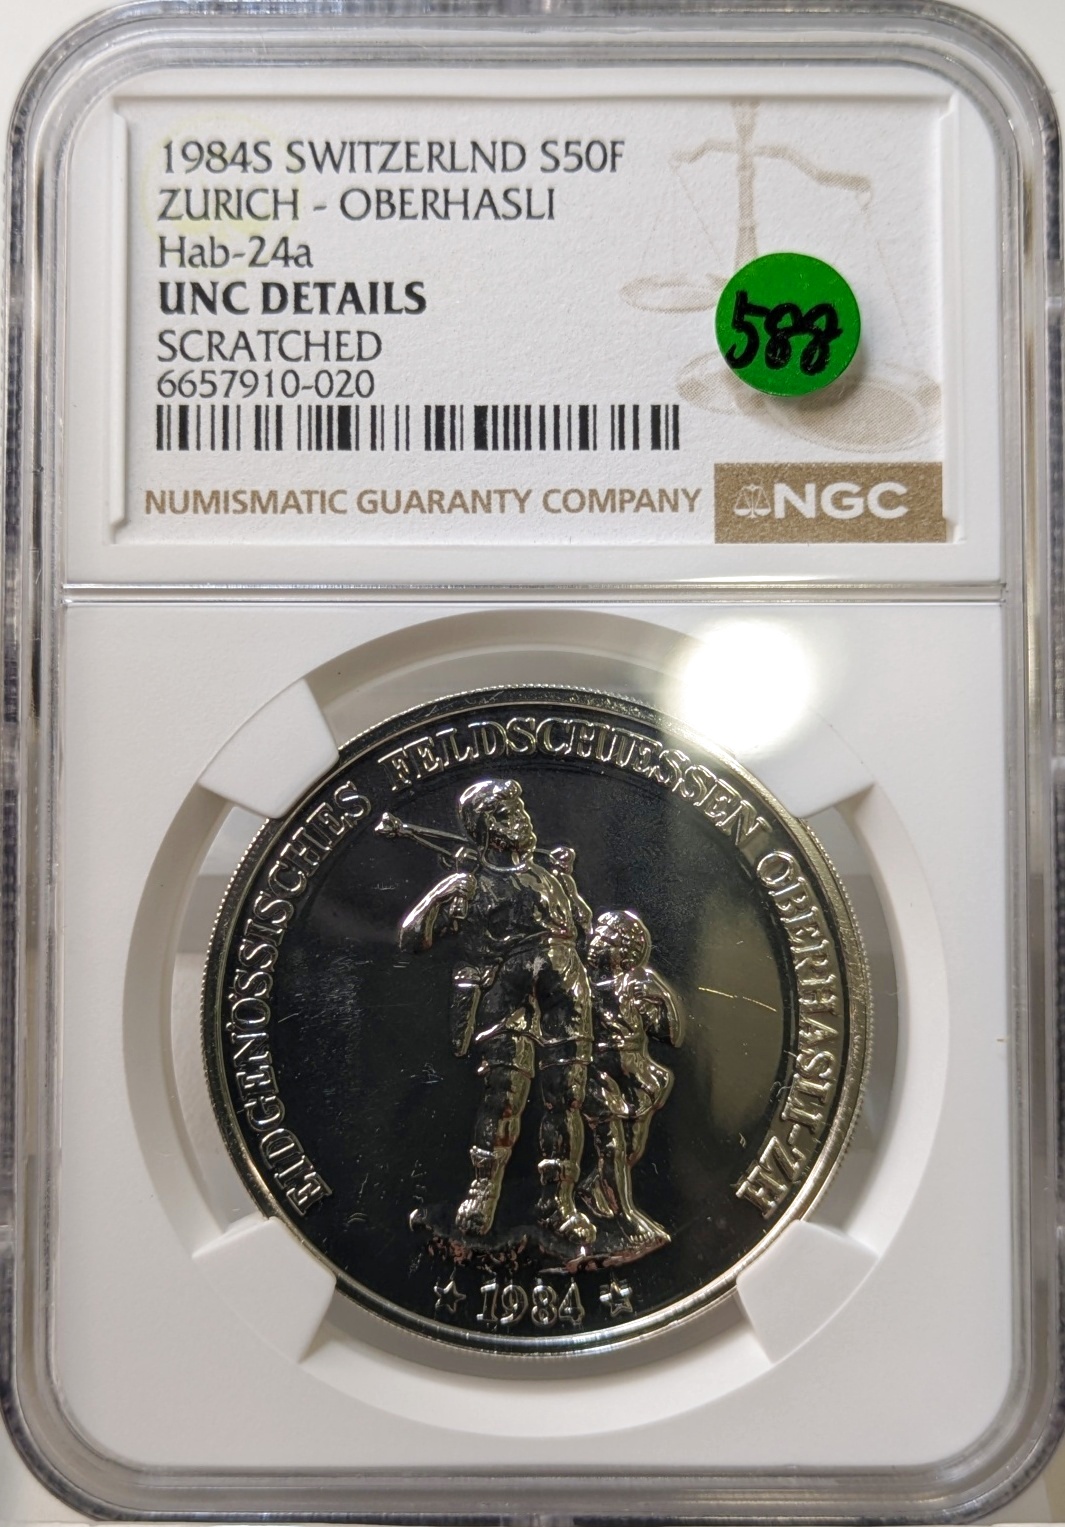 1984S SWITZERLND S50F
ZURICH - OBERHASLI
Hab-24a
UNC DETAILS
SCRATCHED
6657910-020
588
NUMISMATIC GUARANTY COMPANY
NGC
EIDGENÖSSISCHES FELDSCHIESSEN OBERHASLI-ZH
1984